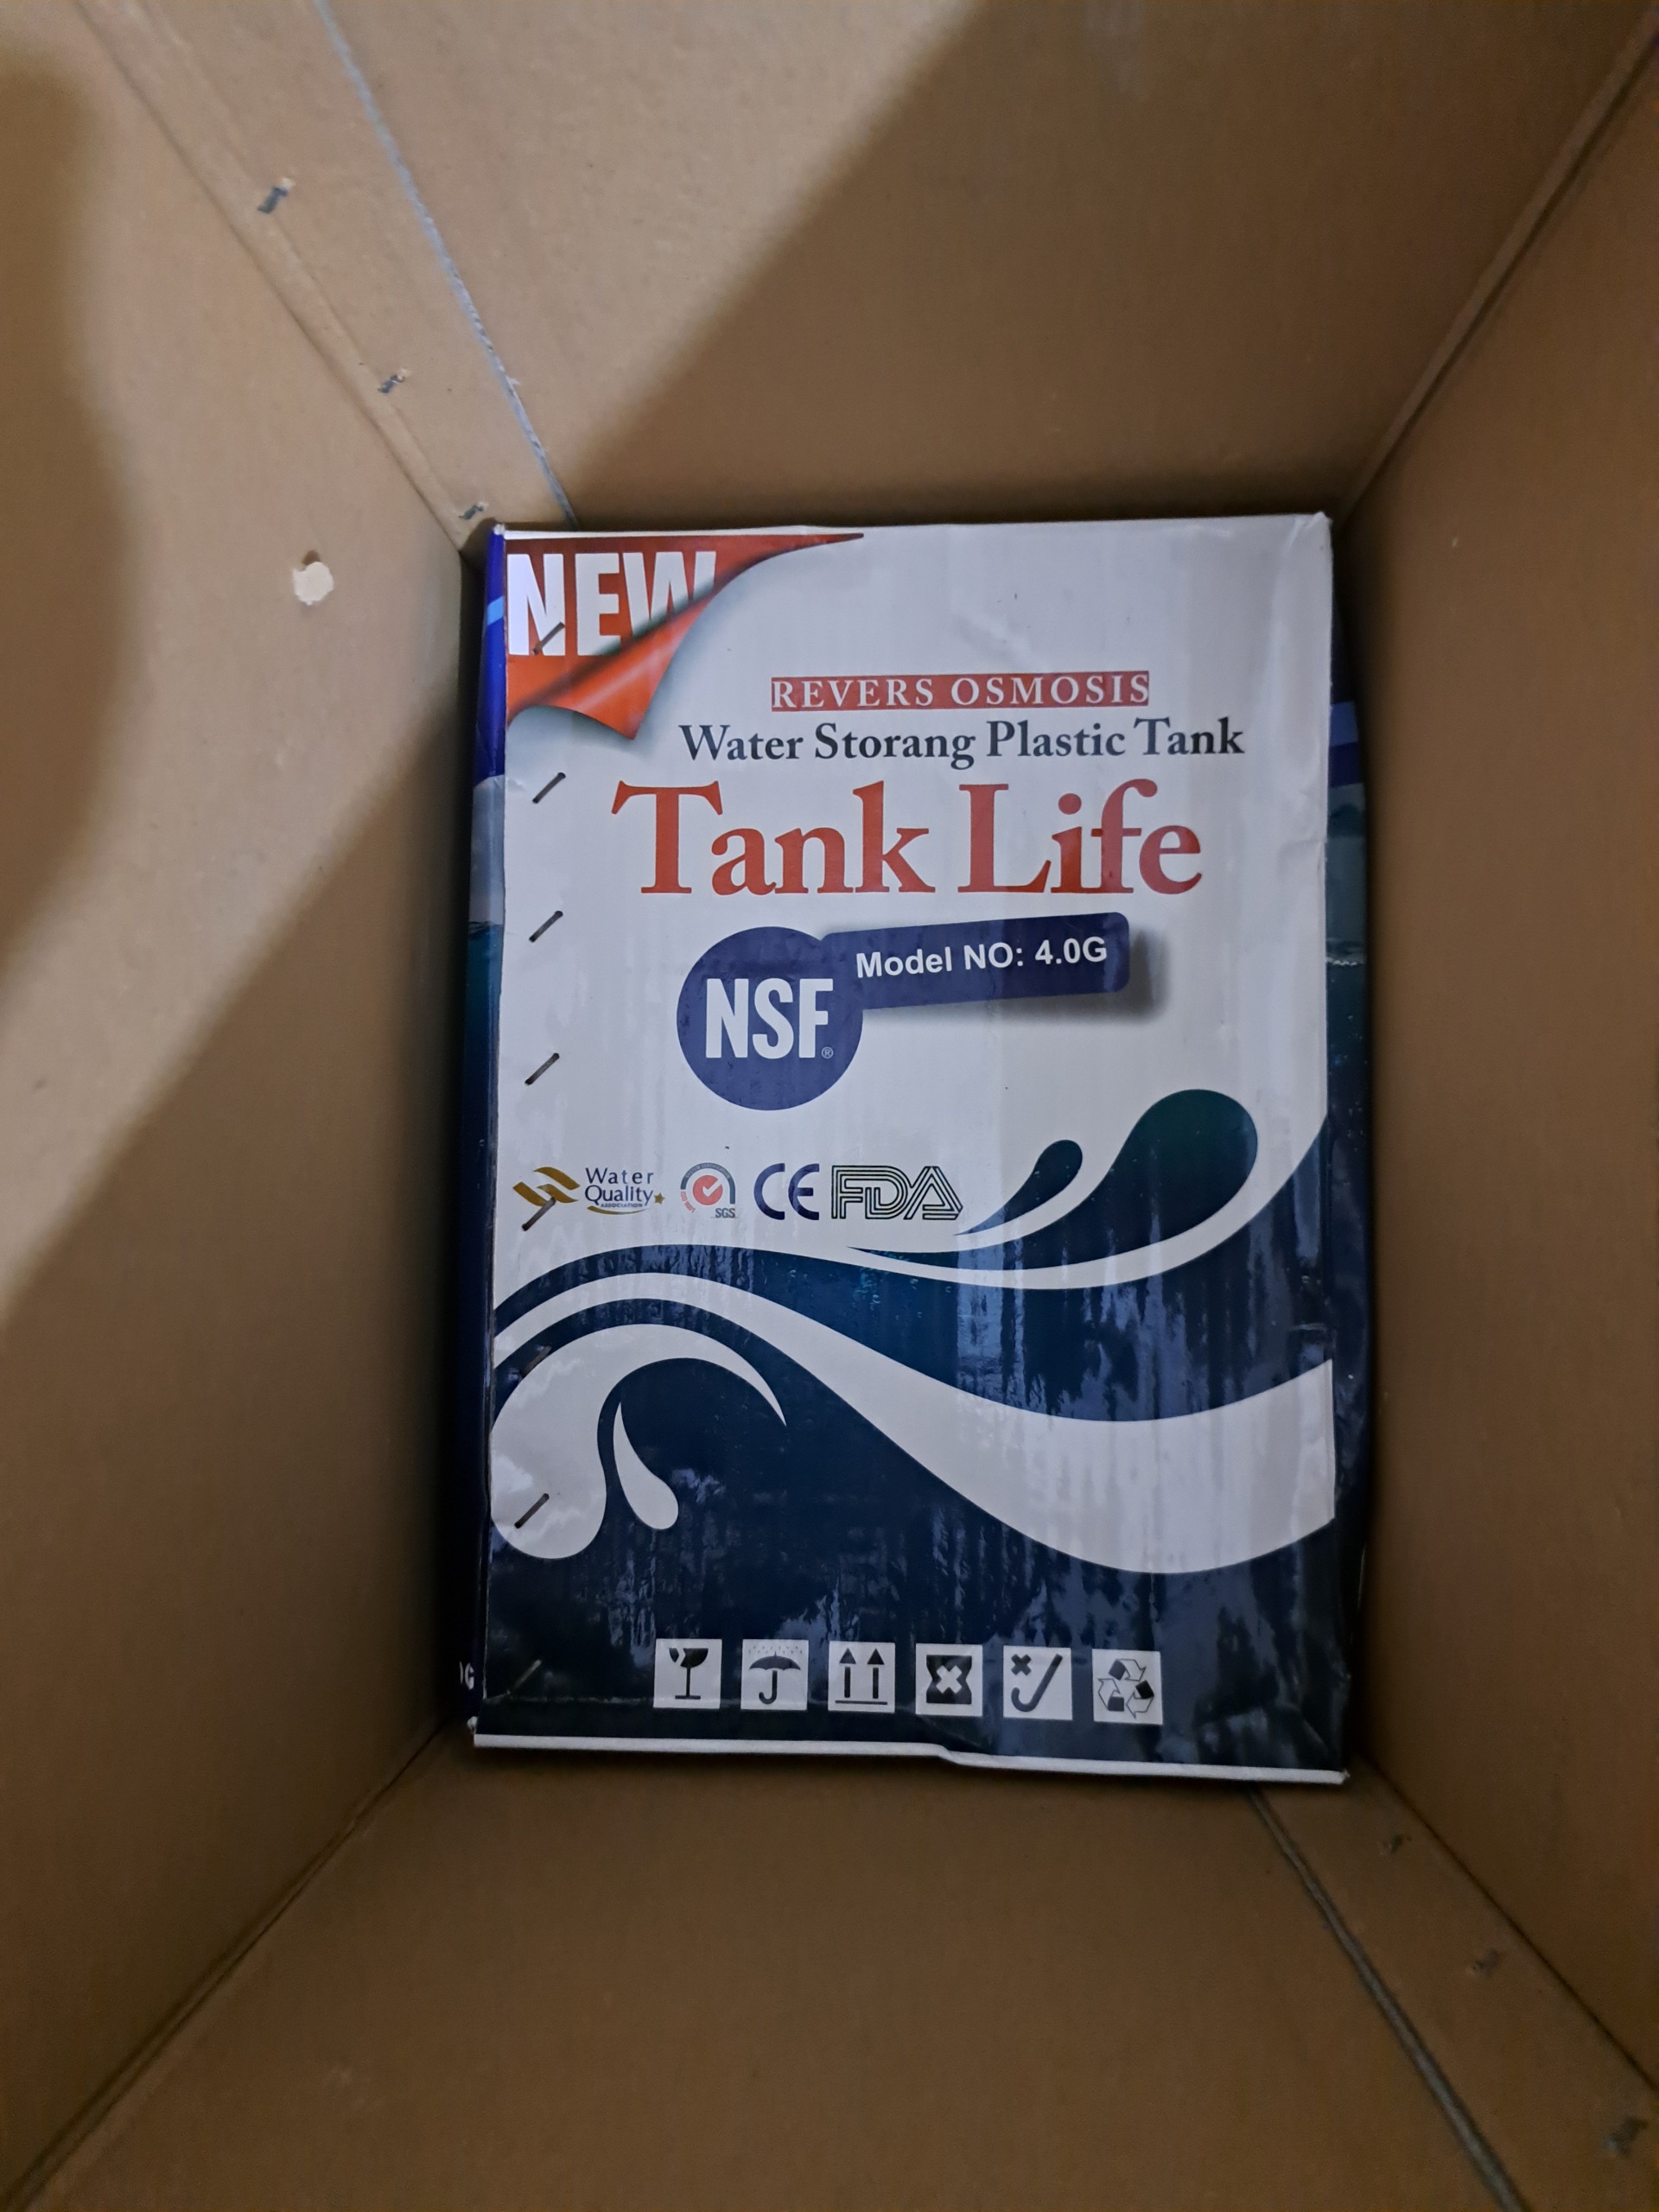 NEW
REVERS OSMOSIS
Water Storang Plastic Tank
Tank Life
Model NO: 4.0G
NSF®
Water
Quality
ASSOCIATION
SGS
CE FDA